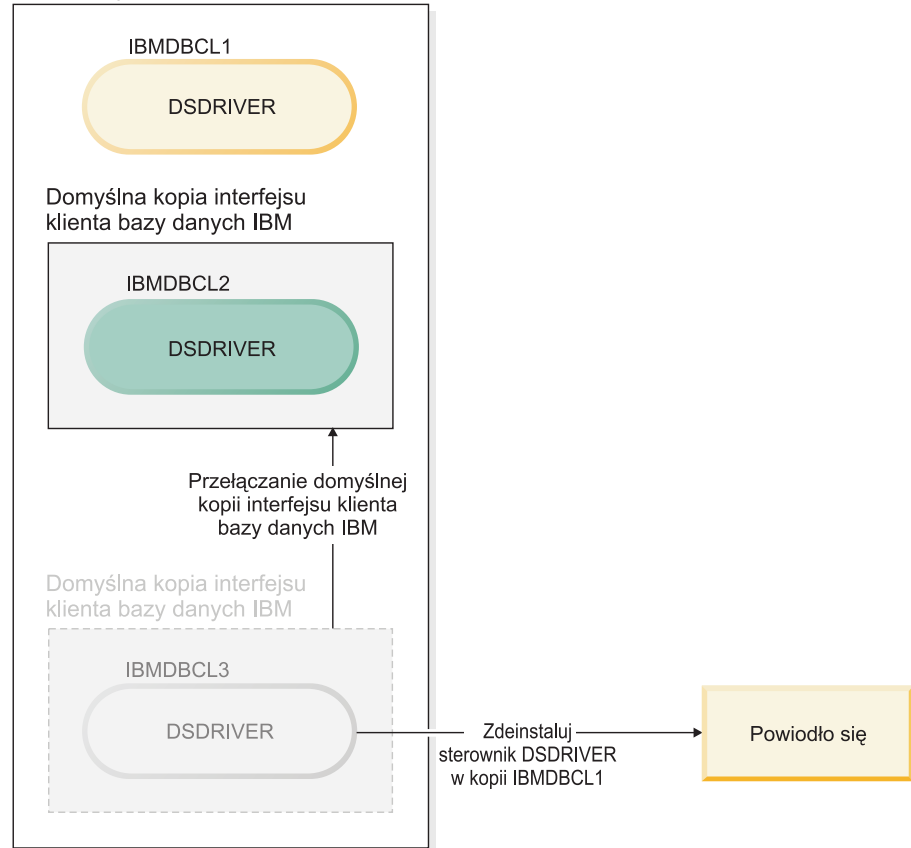 IBMDBCL1
DSDRIVER
Domyślna kopia interfejsu
klienta bazy danych IBM
IBMDBCL2
DSDRIVER
Przełączanie domyślnej
kopii interfejsu klienta
bazy danych IBM
Domyślna kopia interfejsu
klienta bazy danych IBM
IBMDBCL3
DSDRIVER
Zdeinstaluj
sterownik DSDRIVER
w kopii IBMDBCL1
Powiodło się